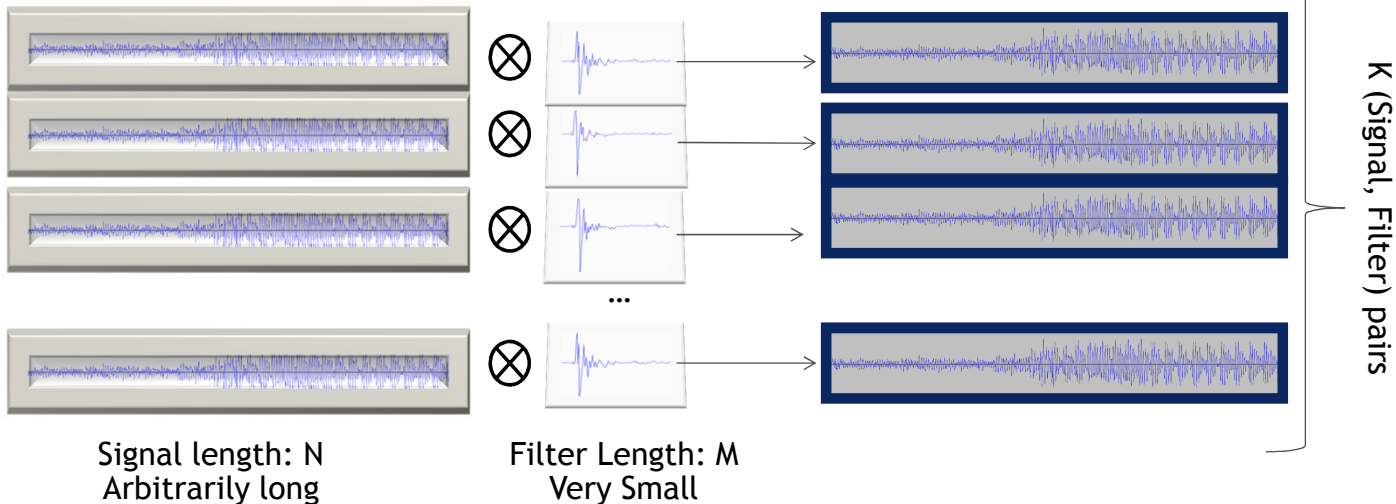 ...
Signal length: N
Arbitrarily long
Filter Length: M
Very Small
K (Signal, Filter) pairs